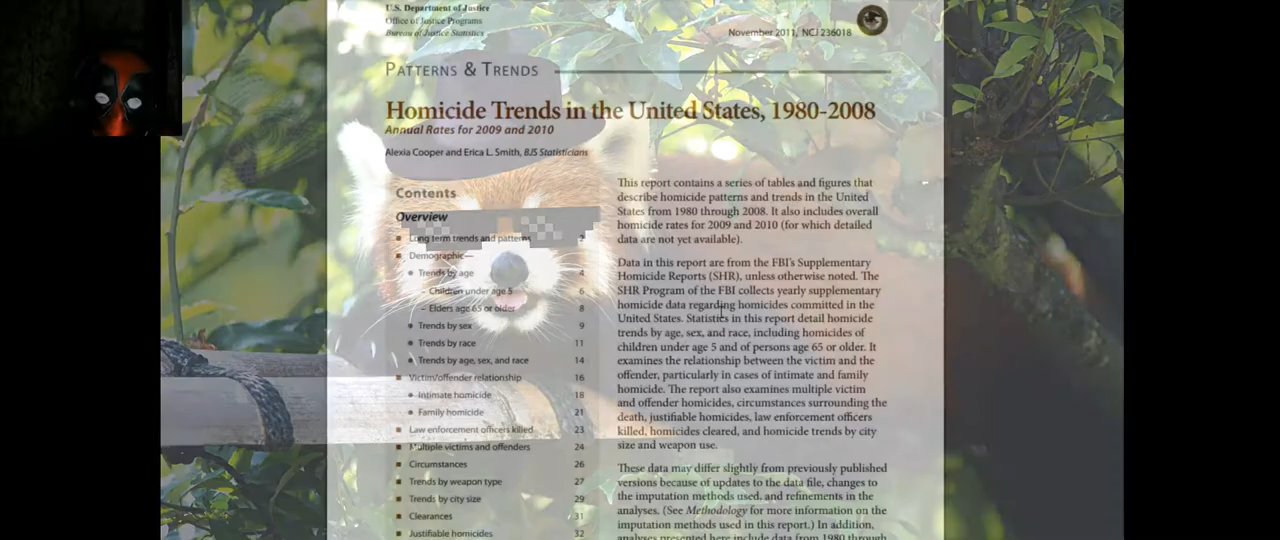 U.S. Department of Justice
Office of Justice Programs
Bureau of Justice Statistics
November 2011, NCJ 236018
PATTERNS & TRENDS
Homicide Trends in the United States, 1980-2008
Annual Rates for 2009 and 2010
Alexia Cooper and Erica L. Smith, BJS Statisticians
Contents
Overview
Long term trends and patterns 2
Demographic—
Trends by age 4
– Children under age 5 6
– Elders age 65 or older 8
Trends by sex 9
Trends by race 11
Trends by age, sex, and race 14
Victim/offender relationship 16
Intimate homicide 18
Family homicide 21
Law enforcement officers killed 23
Multiple victims and offenders 24
Circumstances 26
Trends by weapon type 27
Trends by city size 29
Clearances 31
Justifiable homicides 32
This report contains a series of tables and figures that
describe homicide patterns and trends in the United
States from 1980 through 2008. It also includes overall
homicide rates for 2009 and 2010 (for which detailed
data are not yet available).
Data in this report are from the FBI's Supplementary
Homicide Reports (SHR), unless otherwise noted. The
SHR Program of the FBI collects yearly supplementary
homicide data regarding homicides committed in the
United States. Statistics in this report detail homicide
trends by age, sex, and race, including homicides of
children under age 5 and of persons age 65 or older. It
examines the relationship between the victim and the
offender, particularly in cases of intimate and family
homicide. The report also examines multiple victim
and offender homicides, circumstances surrounding the
death, justifiable homicides, law enforcement officers
killed, homicides cleared, and homicide trends by city
size and weapon use.
These data may differ slightly from previously published
versions because of updates to the data file, changes to
the imputation methods used, and refinements in the
analyses. (See Methodology for more information on the
imputation methods used in this report.) In addition,
analyses presented here include data from 1980 through